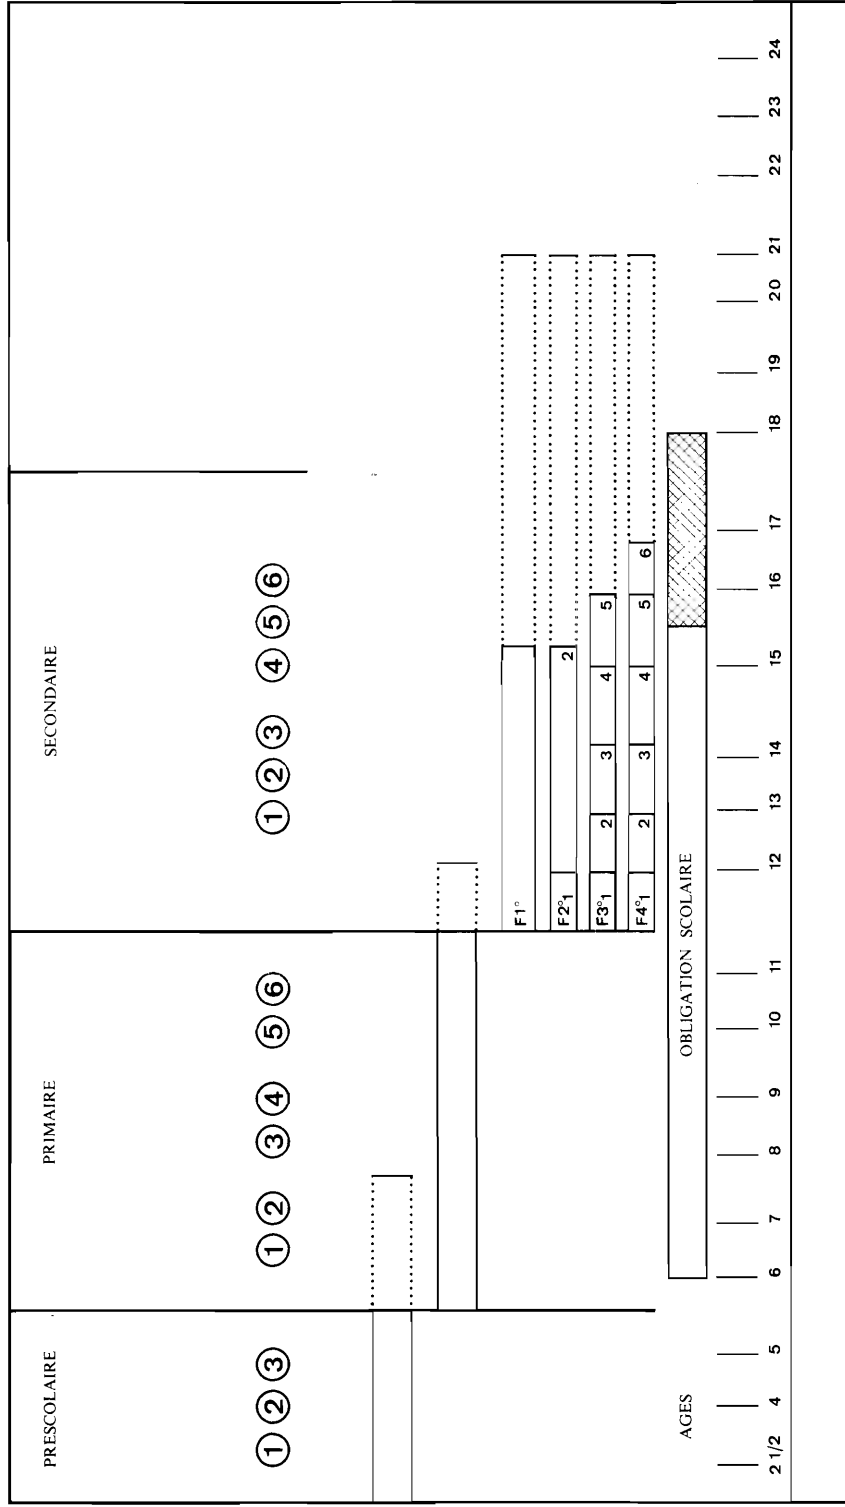 PRESCOLAIRE PRIMAIRE SECONDAIRE
1 2 3 1 2 3 4 5 6 1 2 3 4 5 6
F1°
F2°1 2
F3°1 2 3 4 5
F4°1 2 3 4 5 6
OBLIGATION SCOLAIRE
AGES
2 1/2 4 5 6 7 8 9 10 11 12 13 14 15 16 17 18 19 20 21 22 23 24